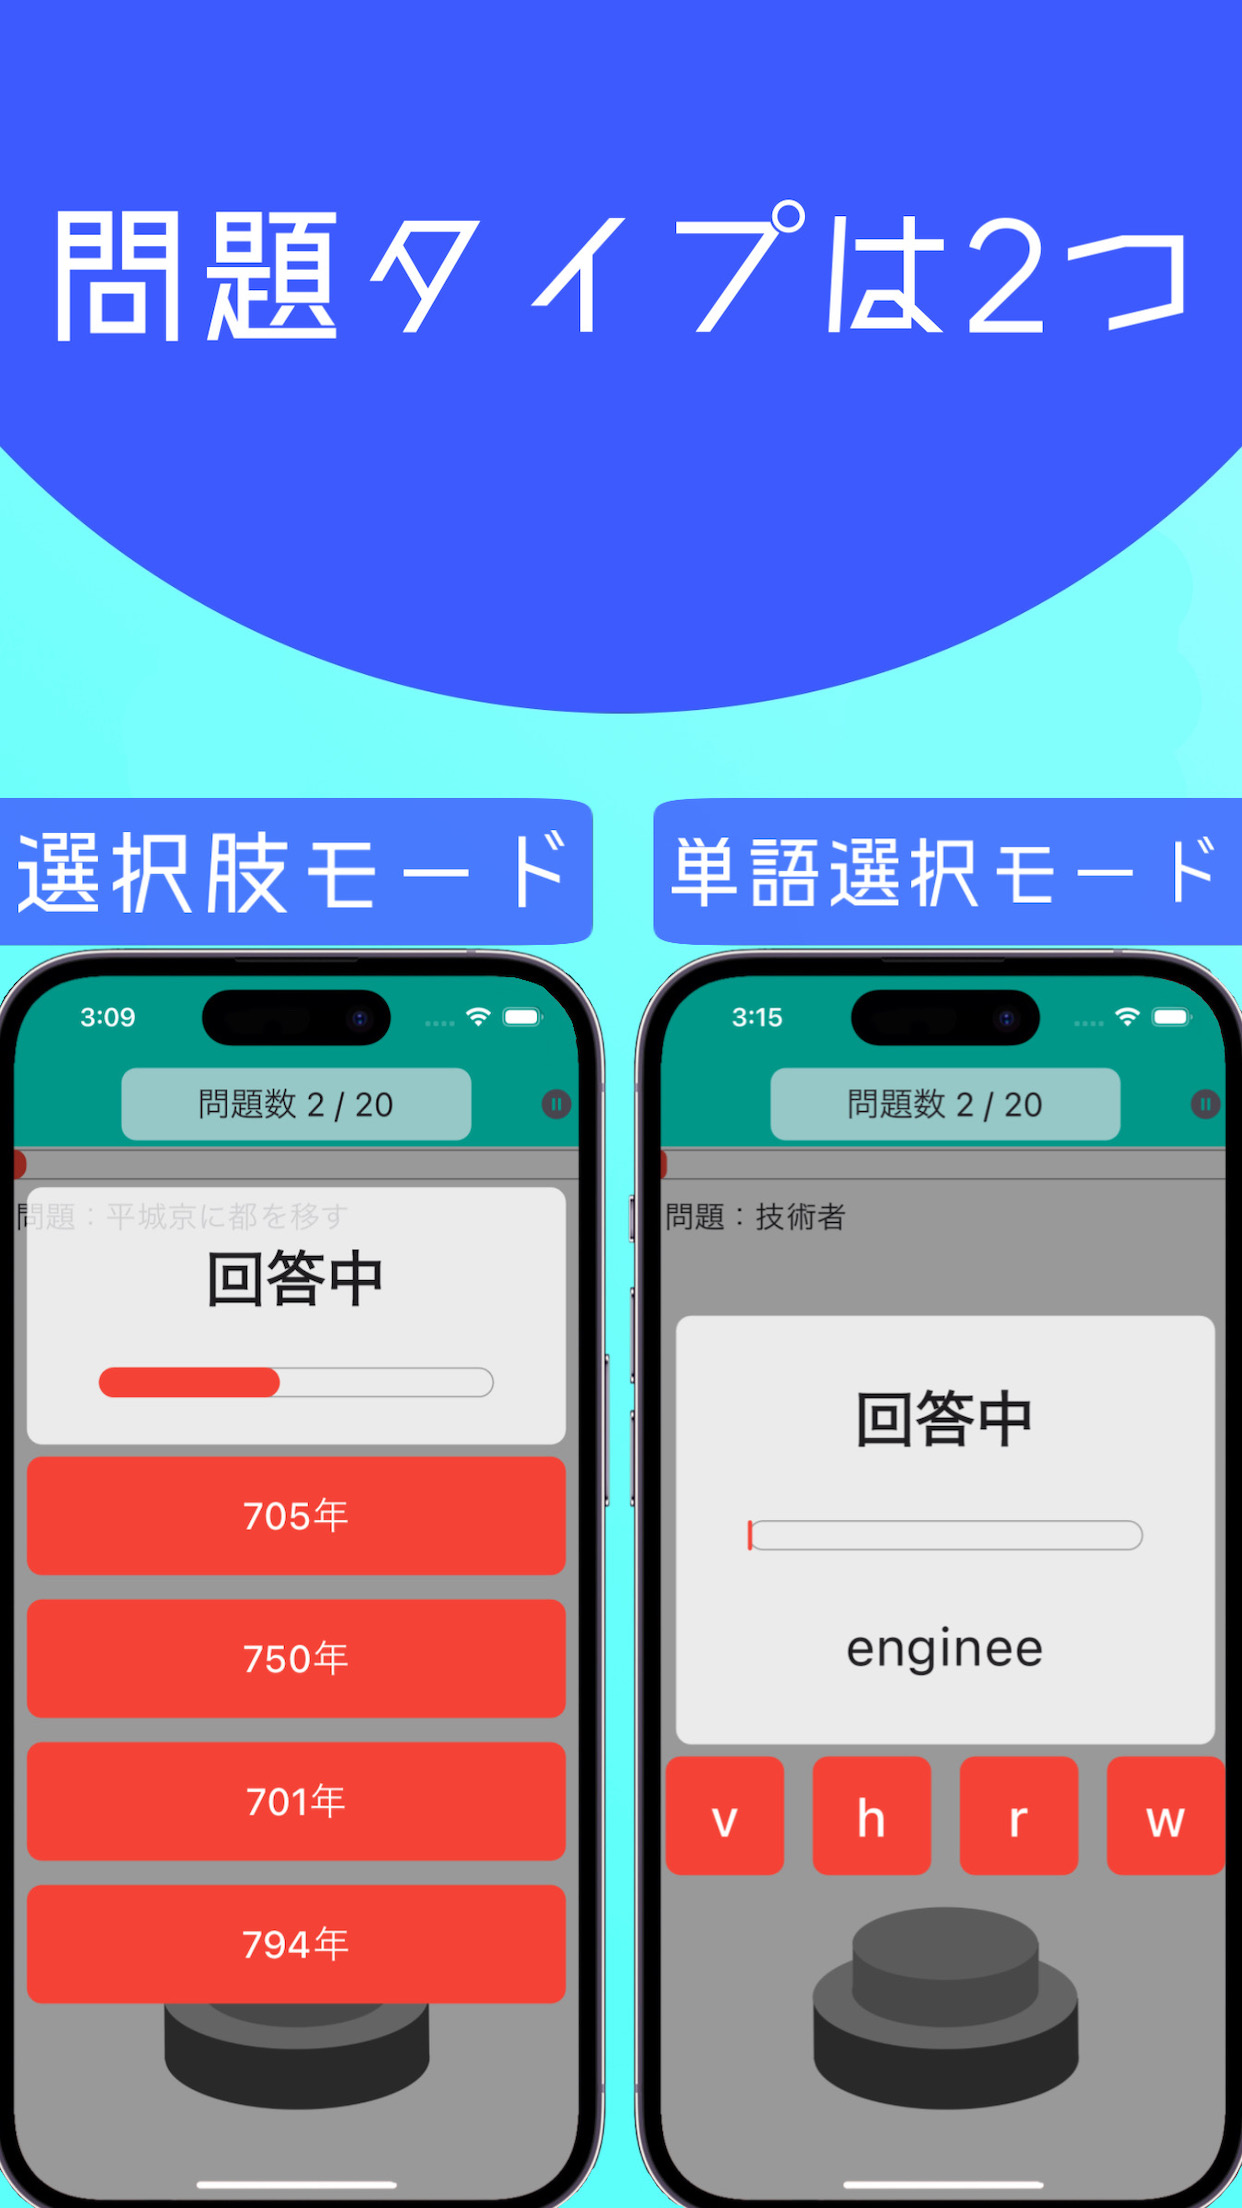 問題タイプは2つ
選択肢モード
3:09
問題数 2 / 20
問題：平城京に都を移す
回答中
705年
750年
701年
794年
単語選択モード
3:15
問題数 2 / 20
問題：技術者
回答中
enginee
v h r w